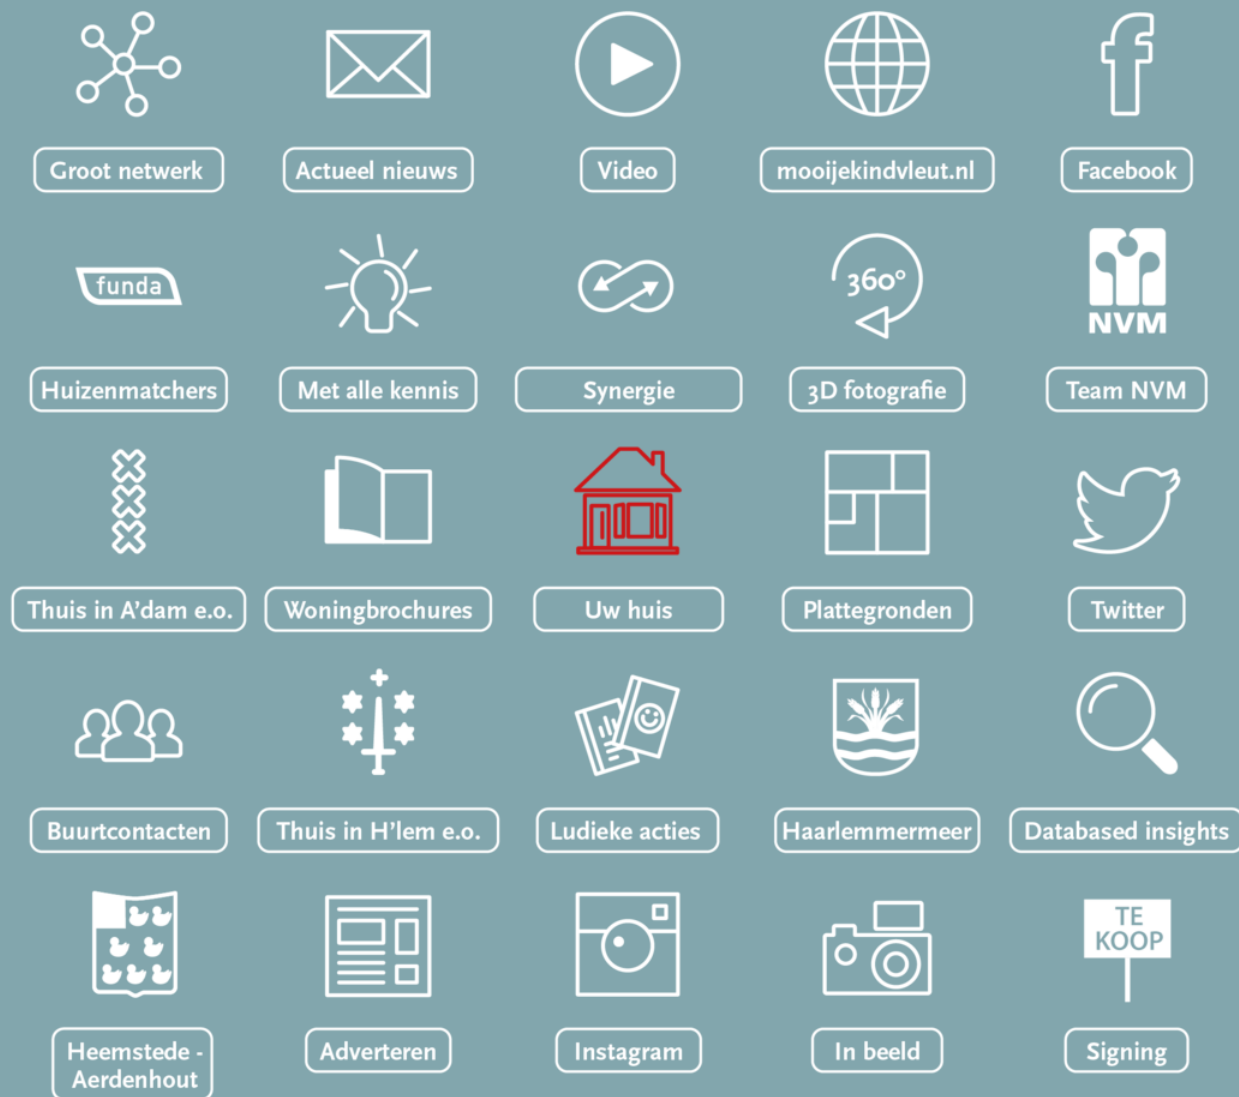 Groot netwerk
Actueel nieuws
Video
mooijekindvleut.nl
Facebook
funda
360°
NVM
Huizenmatchers
Met alle kennis
Synergie
3D fotografie
Team NVM
Thuis in A'dam e.o.
Woningbrochures
Uw huis
Plattegronden
Twitter
Buurtcontacten
Thuis in H'lem e.o.
Ludieke acties
Haarlemmermeer
Databased insights
TE
KOOP
Heemstede -
Aerdenhout
Adverteren
Instagram
In beeld
Signing